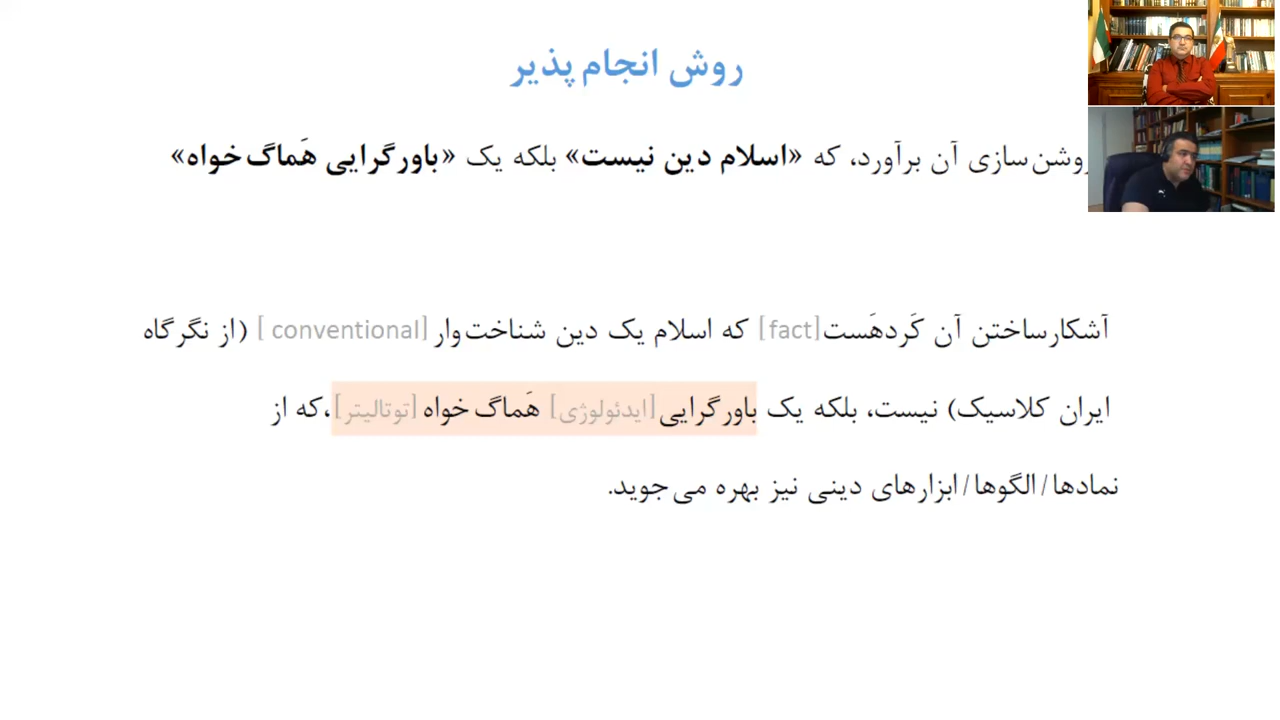 روش انجام پذیر
روشن‌سازی آن برآورد، که «اسلام دین نیست» بلکه یک «باورگرایی هَماگ‌خواه»
آشکارساختن آن کَردهَست[fact] که اسلام یک دین شناخت‌وار [conventional ] (از نگرگاه
ایران کلاسیک) نیست، بلکه یک باورگرایی[ایدئولوژی] هَماگ‌خواه [توتالیتر]،که از
نمادها/الگوها/ابزارهای دینی نیز بهره می‌جوید.